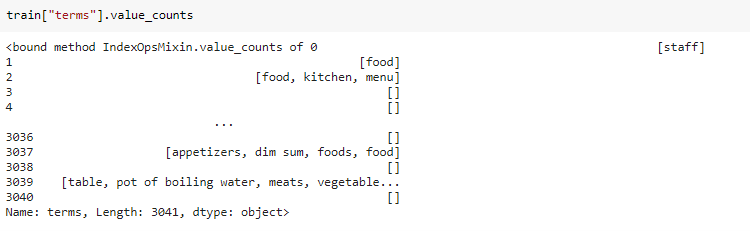 train["terms"].value_counts
<bound method IndexOpsMixin.value_counts of 0 [staff]
1 [food]
2 [food, kitchen, menu]
3 []
4 []
...
3036 []
3037 [appetizers, dim sum, foods, food]
3038 []
3039 [table, pot of boiling water, meats, vegetable...
3040 []
Name: terms, Length: 3041, dtype: object>